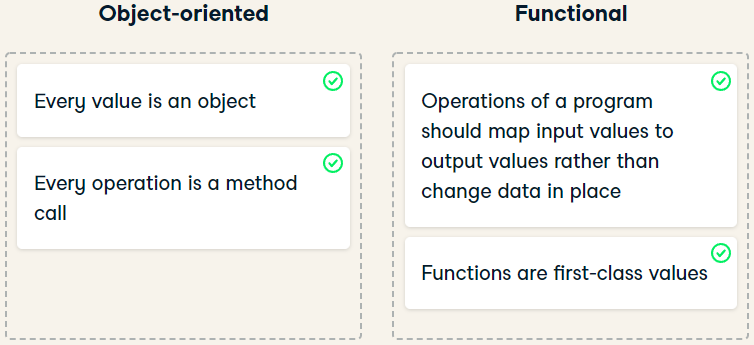 Object-oriented
Every value is an object
Every operation is a method
call
Functional
Operations of a program
should map input values to
output values rather than
change data in place
Functions are first-class values